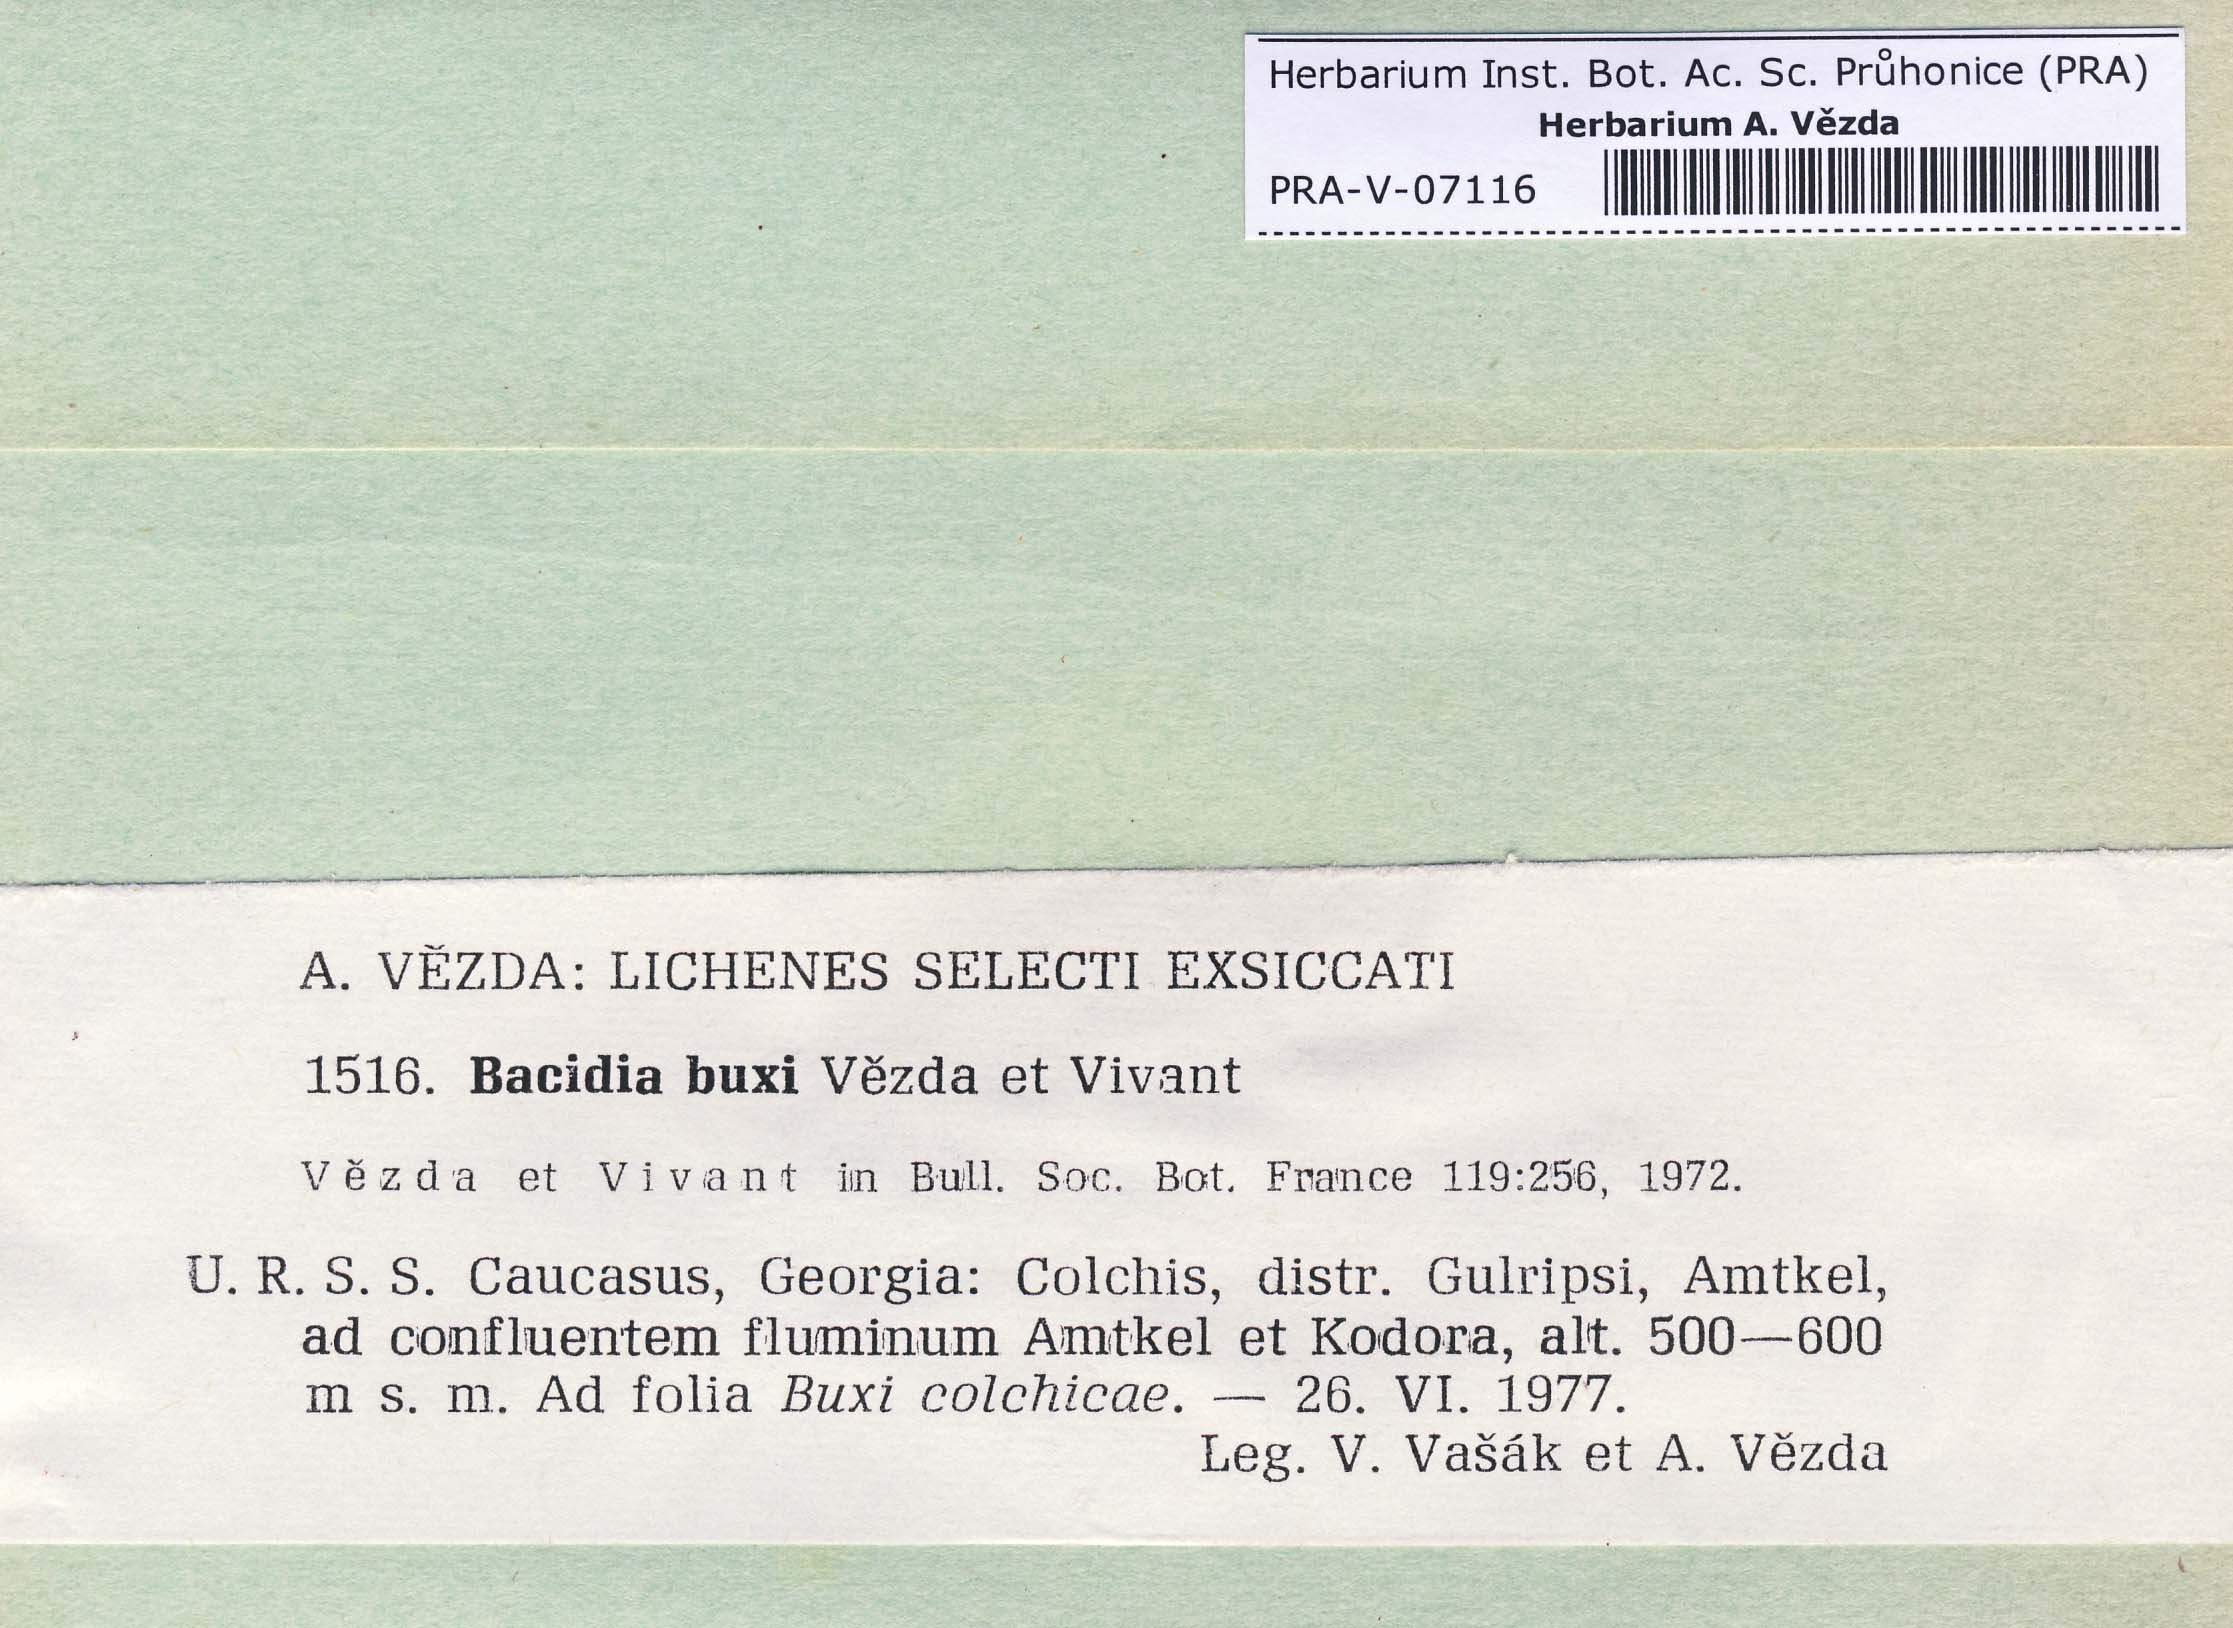 Herbarium Inst. Bot. Ac. Sc. Průhonice (PRA)
Herbarium A. Vězda
PRA-V-07116
A. VĚZDA: LICHENES SELECTI EXSICCATI
1516. Bacidia buxi Vězda et Vivant
Vězda et Vivant in Bull. Soc. Bot. France 119:256, 1972.
U. R. S. S. Caucasus, Georgia: Colchis, distr. Gulripsi, Amtkel,
ad confluentem fluminum Amtkel et Kodora, alt. 500—600
m s. m. Ad folia Buxi colchicae. — 26. VI. 1977.
Leg. V. Vašák et A. Vězda